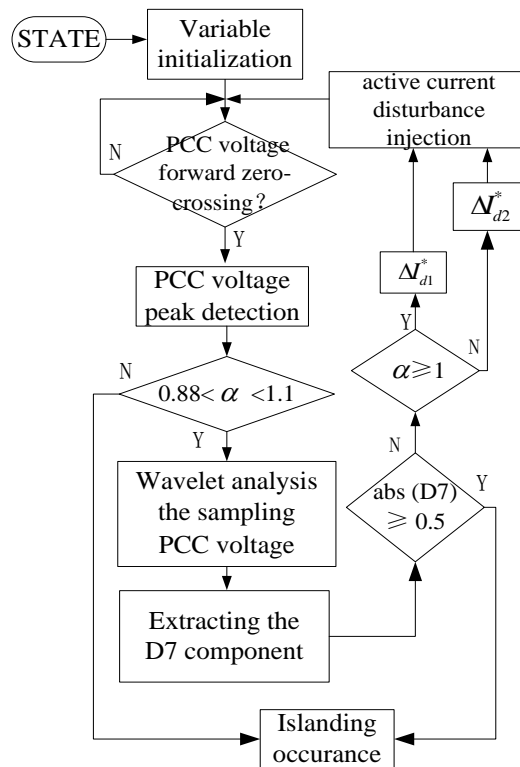 STATE
Variable
initialization
active current
disturbance
injection
N
PCC voltage
forward zero-
crossing?
Y
ΔI*d2
ΔI*d1
PCC voltage
peak detection
Y
N
α≥1
N
0.88< α <1.1
Y
N
Y
abs (D7)
≥ 0.5
Wavelet analysis
the sampling
PCC voltage
Extracting the
D7 component
Islanding
occurance